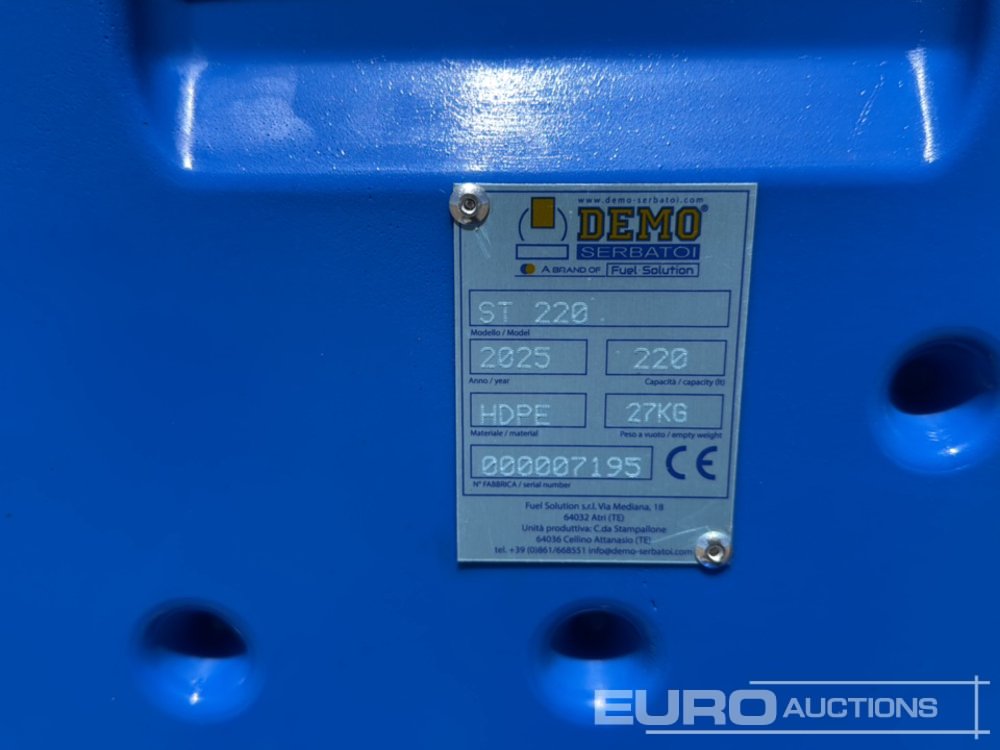 www.demo-serbatoi.com
DEMO®
SERBATOI
A BRAND OF Fuel Solution
ST 220
Modello / Model
2025 220
Anno / year Capacità / capacity (lt)
HDPE 27KG
Materiale / material Peso a vuoto / empty weight
000007195 CE
N° FABBRICA / serial number
Fuel Solution s.r.l. Via Mediana, 18
64032 Atri (TE)
Unità produttiva: C.da Stampallone
64036 Cellino Attanasio (TE)
tel. +39 (0)861/668551 info@demo-serbatoi.com
EURO AUCTIONS